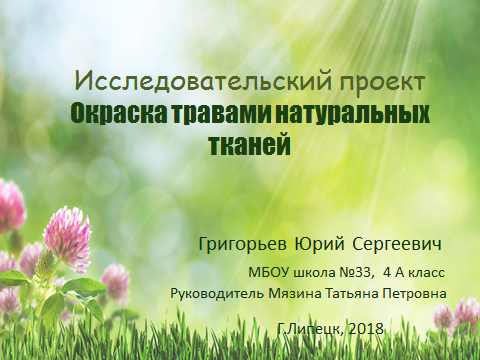 Исследовательский проект
Окраска травами натуральных
тканей
Григорьев Юрий Сергеевич
МБОУ школа №33, 4 А класс
Руководитель Мязина Татьяна Петровна
Г.Липецк, 2018